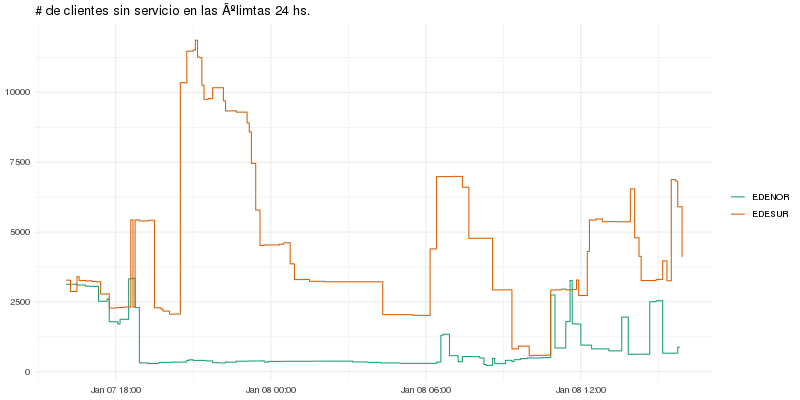 # de clientes sin servicio en las Ãºlimtas 24 hs.
10000
7500
5000
2500
0
Jan 07 18:00
Jan 08 00:00
Jan 08 06:00
Jan 08 12:00
EDENOR
EDESUR